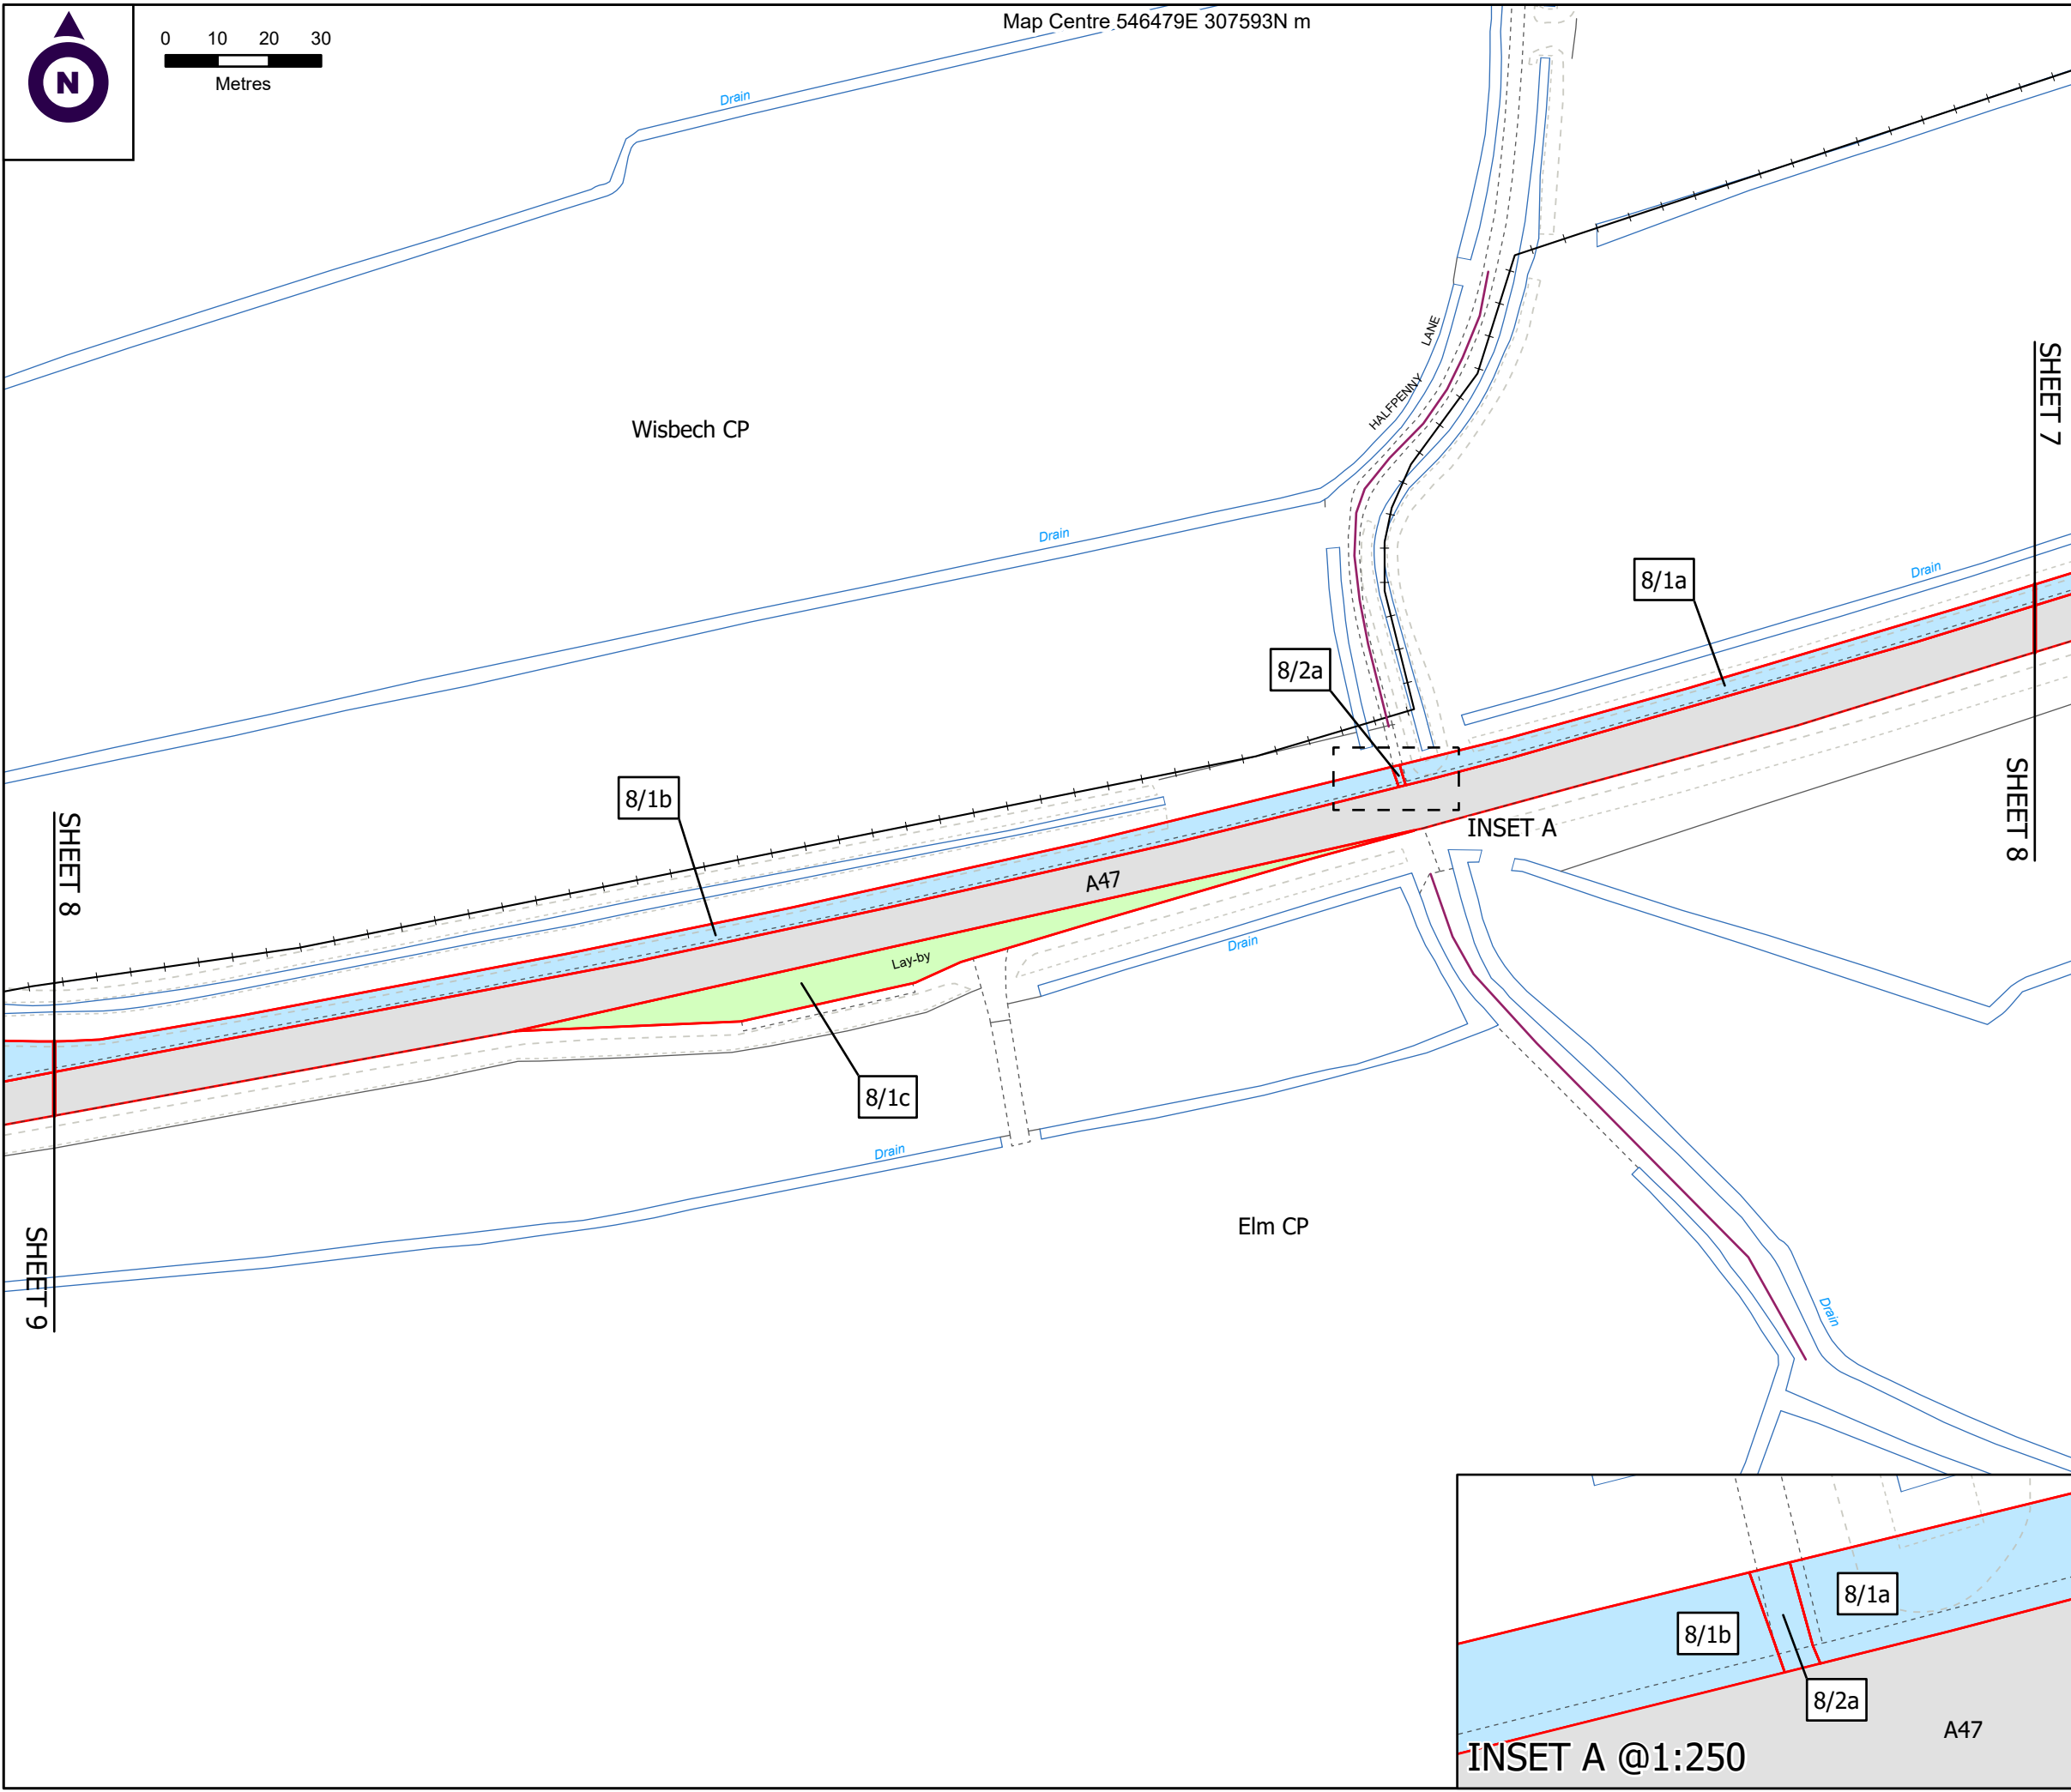 Map Centre 546479E 307593N m
N
0 10 20 30
Metres
Drain
LANE
HALFPENNY
SHEET 7
SHEET 8
Wisbech CP
Drain
Drain
8/1a
8/2a
8/1b
INSET A
SHEET 8
SHEET 9
A47
Lay-by
Drain
8/1c
Drain
Elm CP
Drain
8/1a
8/1b
8/2a
A47
INSET A @1:250